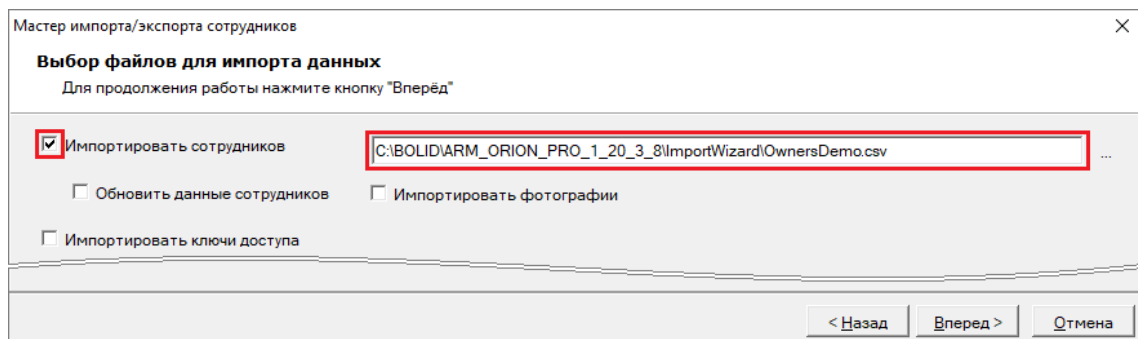 Мастер импорта/экспорта сотрудников
Выбор файлов для импорта данных
Для продолжения работы нажмите кнопку "Вперёд"
Импортировать сотрудников C:\BOLID\ARM_ORION_PRO_1_20_3_8\ImportWizard\OwnersDemo.csv ...
Обновить данные сотрудников Импортировать фотографии
Импортировать ключи доступа
< Назад Вперед > Отмена